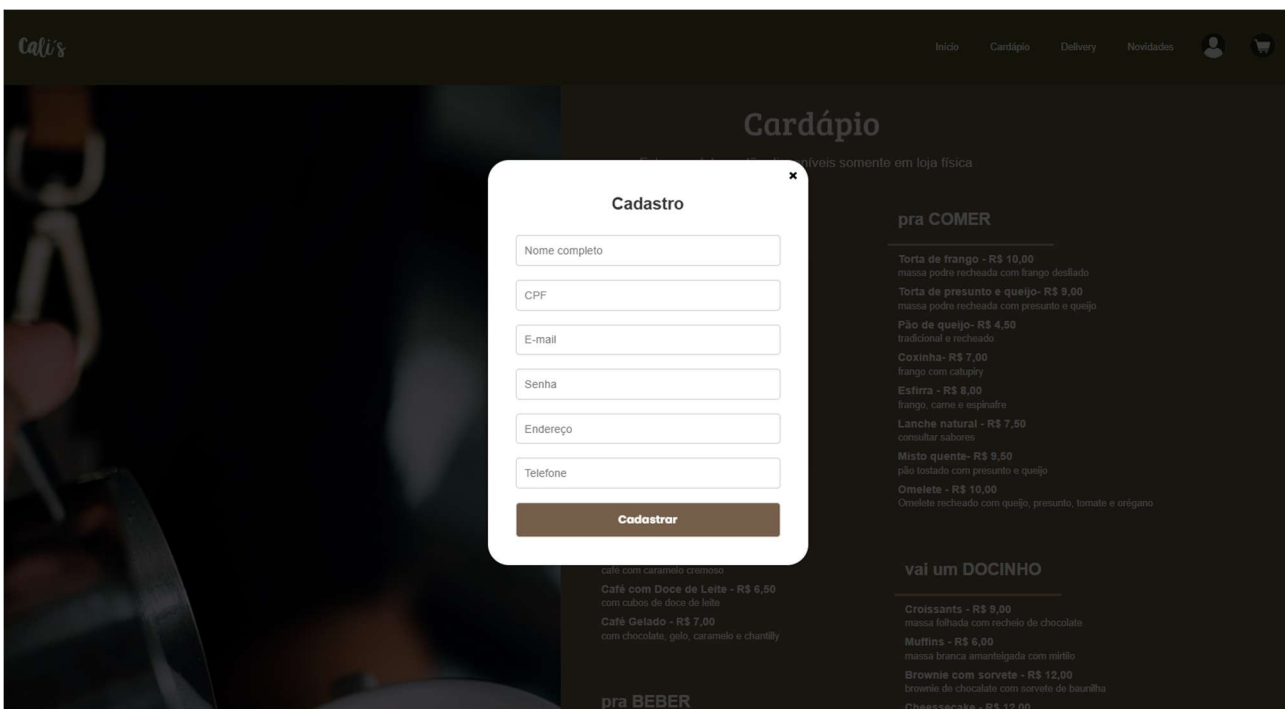 Cali's
Início Cardápio Delivery Novidades
Cardápio
níveis somente em loja física
Cadastro
Nome completo
CPF
E-mail
Senha
Endereço
Telefone
Cadastrar
café com caramelo cremoso
Café com Doce de Leite - R$ 6,50
com cubos de doce de leite
Café Gelado - R$ 7,00
com chocolate, gelo, caramelo e chantilly
pra BEBER
pra COMER
Torta de frango - R$ 10,00
massa podre recheada com frango desfiado
Torta de presunto e queijo- R$ 9,00
massa podre recheada com presunto e queijo
Pão de queijo- R$ 4,50
tradicional e recheado
Coxinha- R$ 7,00
frango com catupiry
Esfirra - R$ 8,00
frango, carne e espinafre
Lanche natural - R$ 7,50
consultar sabores
Misto quente- R$ 9,50
pão tostado com presunto e queijo
Omelete - R$ 10,00
Omelete recheado com queijo, presunto, tomate e orégano
vai um DOCINHO
Croissants - R$ 9,00
massa folhada com recheio de chocolate
Muffins - R$ 6,00
massa branca amanteigada com mirtilo
Brownie com sorvete - R$ 12,00
brownie de chocalate com sorvete de baunilha
Cheessecake - R$ 12,00